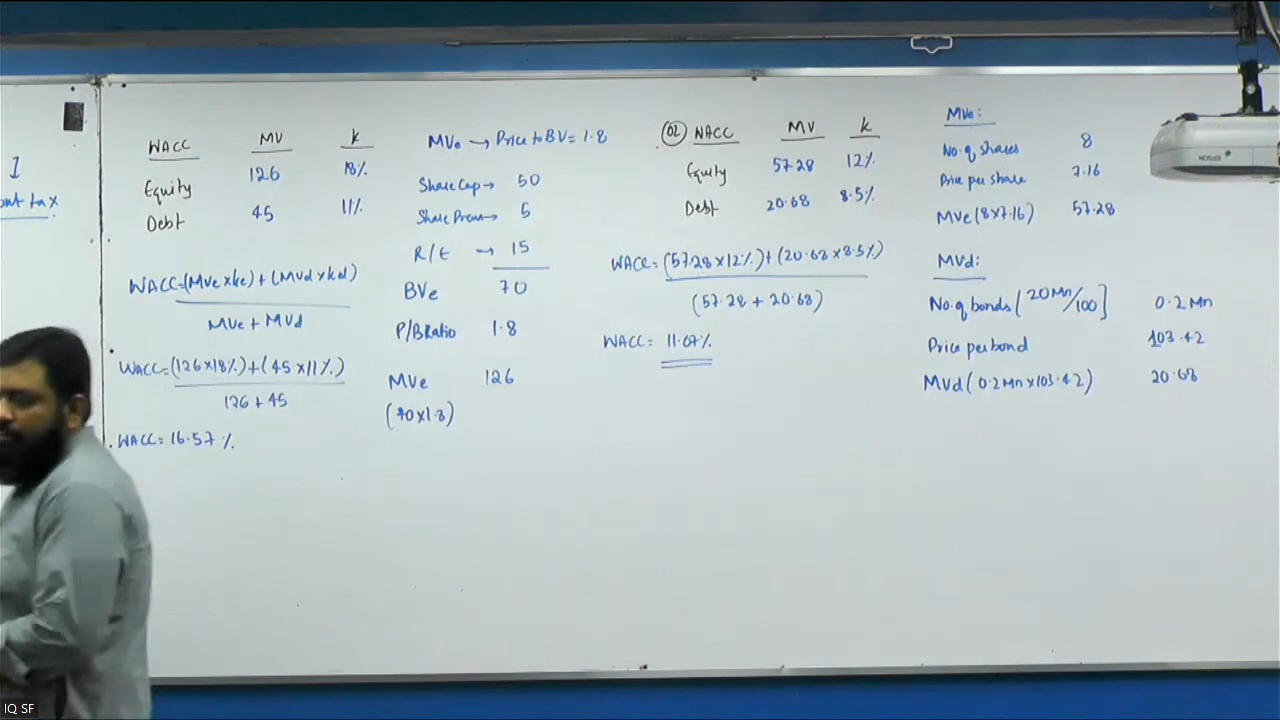 I
out tax
WACC MV k
Equity 126 18%
Debt 45 11%
WACC=(MVe×ke)+(MVd×kd)
MVe + MVd
WACC=(126×18%)+(45×11%)
126 + 45
WACC= 16.57%
MVe → Price to BV = 1.8
Share Cap → 50
Share Prem → 5
R/E → 15
BVe 70
P/B Ratio 1.8
MVe 126
(70×1.8)
02 WACC MV k
Equity 57.28 12%
Debt 20.68 8.5%
WACC= (57.28×12%)+(20.68×8.5%)
(57.28 + 20.68)
WACC= 11.07%
MVe:
No. of Shares 8
Price per share 7.16
MVe (8×7.16) 57.28
MVd:
No. of bonds [20Mn/100] 0.2 Mn
Price per bond 103.42
MVd (0.2Mn×103.42) 20.68
EPSON
IQ SF